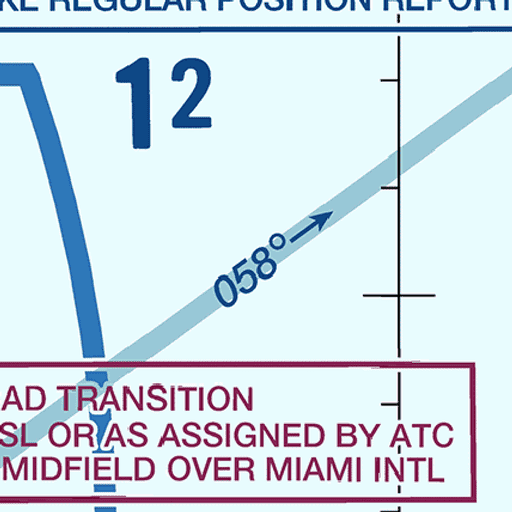 KE REGULAR POSITION REPORT
12
058°
AD TRANSITION
SL OR AS ASSIGNED BY ATC
MIDFIELD OVER MIAMI INTL